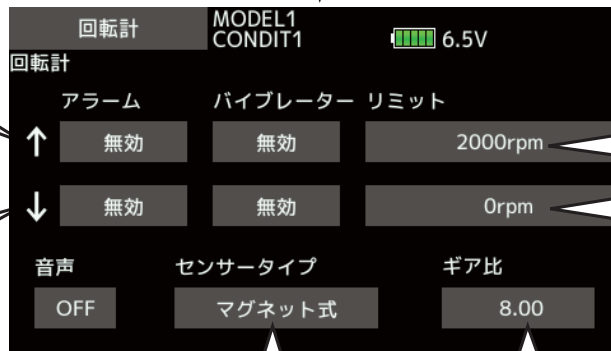 回転計 MODEL1
CONDIT1 6.5V
回転計
アラーム バイブレーター リミット
↑ 無効 無効 2000rpm
↓ 無効 無効 0rpm
音声 センサータイプ ギア比
OFF マグネット式 8.00